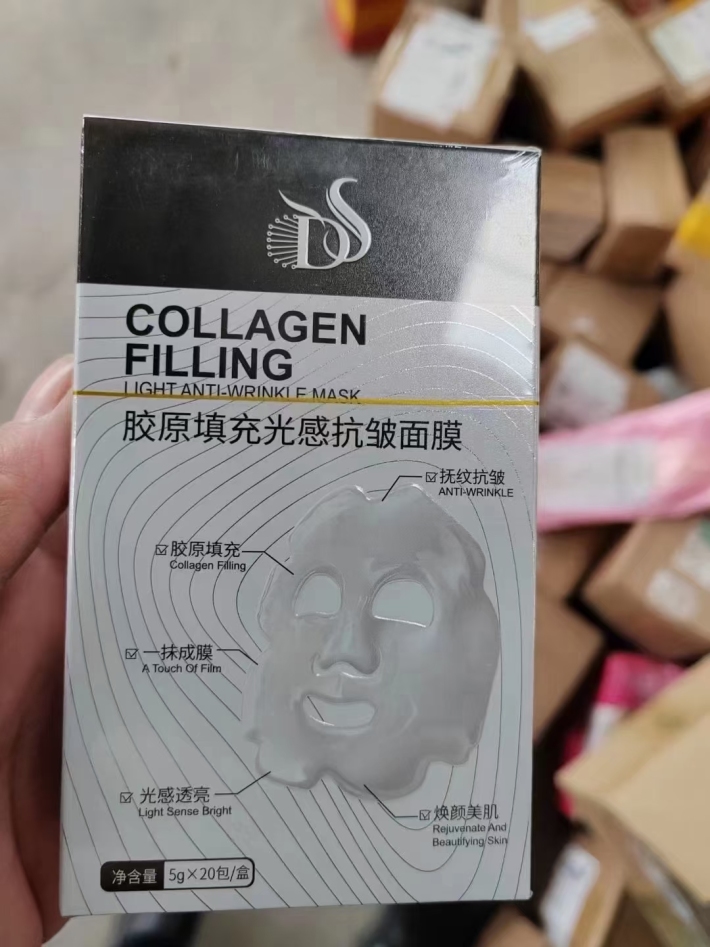 DS
COLLAGEN
FILLING
LIGHT ANTI-WRINKLE MASK
胶原填充光感抗皱面膜
抚纹抗皱
ANTI-WRINKLE
胶原填充
Collagen Filling
一抹成膜
A Touch Of Film
光感透亮
Light Sense Bright
焕颜美肌
Rejuvenate And
Beautifying Skin
净含量 5g×20包/盒